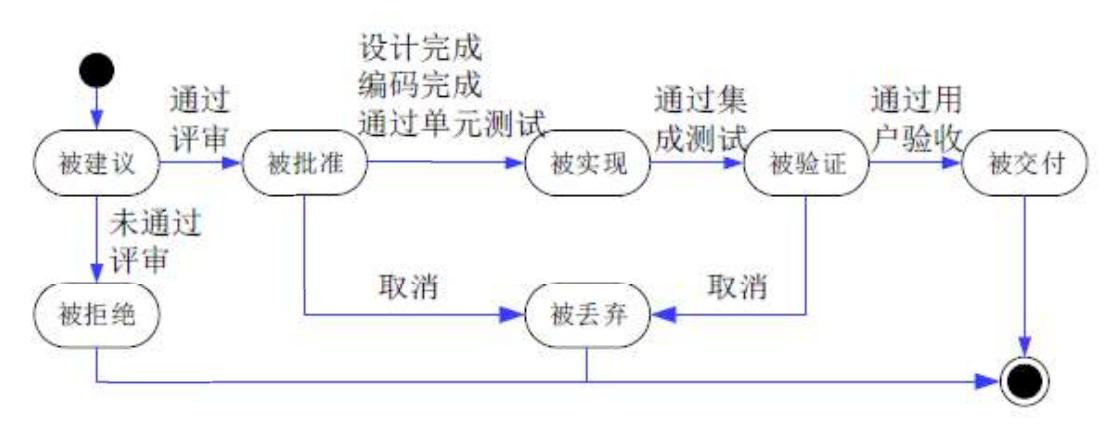 设计完成
编码完成
通过单元测试
通过
评审
通过集
成测试
通过用
户验收
被建议
被批准
被实现
被验证
被交付
未通过
评审
取消
取消
被拒绝
被丢弃